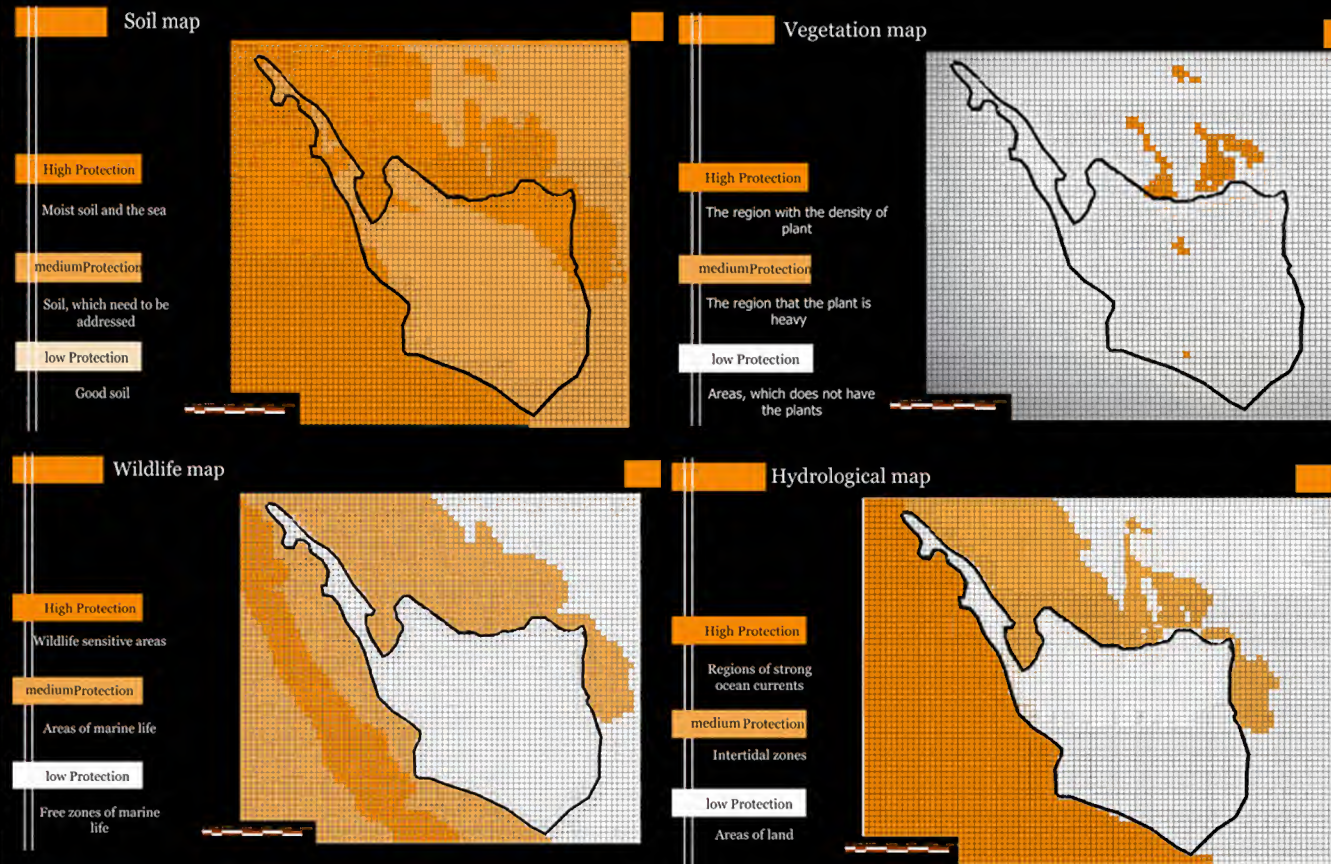 Soil map
High Protection
Moist soil and the sea
mediumProtection
Soil, which need to be
addressed
low Protection
Good soil
Vegetation map
High Protection
The region with the density of
plant
mediumProtection
The region that the plant is
heavy
low Protection
Areas, which does not have
the plants
Wildlife map
High Protection
Wildlife sensitive areas
mediumProtection
Areas of marine life
low Protection
Free zones of marine
life
Hydrological map
High Protection
Regions of strong
ocean currents
medium Protection
Intertidal zones
low Protection
Areas of land